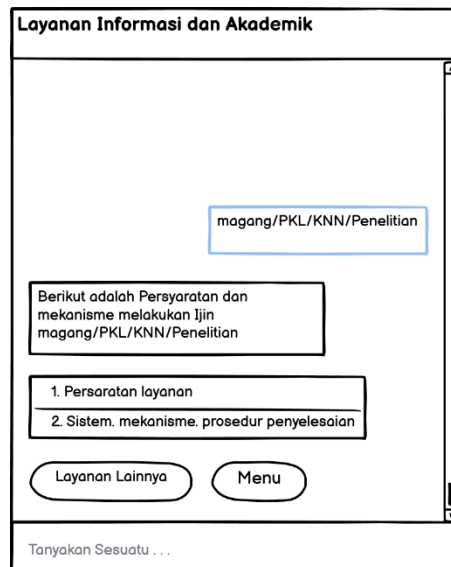 Layanan Informasi dan Akademik
magang/PKL/KNN/Penelitian
Berikut adalah Persyaratan dan
mekanisme melakukan Ijin
magang/PKL/KNN/Penelitian
1. Persaratan layanan
2. Sistem. mekanisme. prosedur penyelesaian
Layanan Lainnya
Menu
Tanyakan Sesuatu . . .